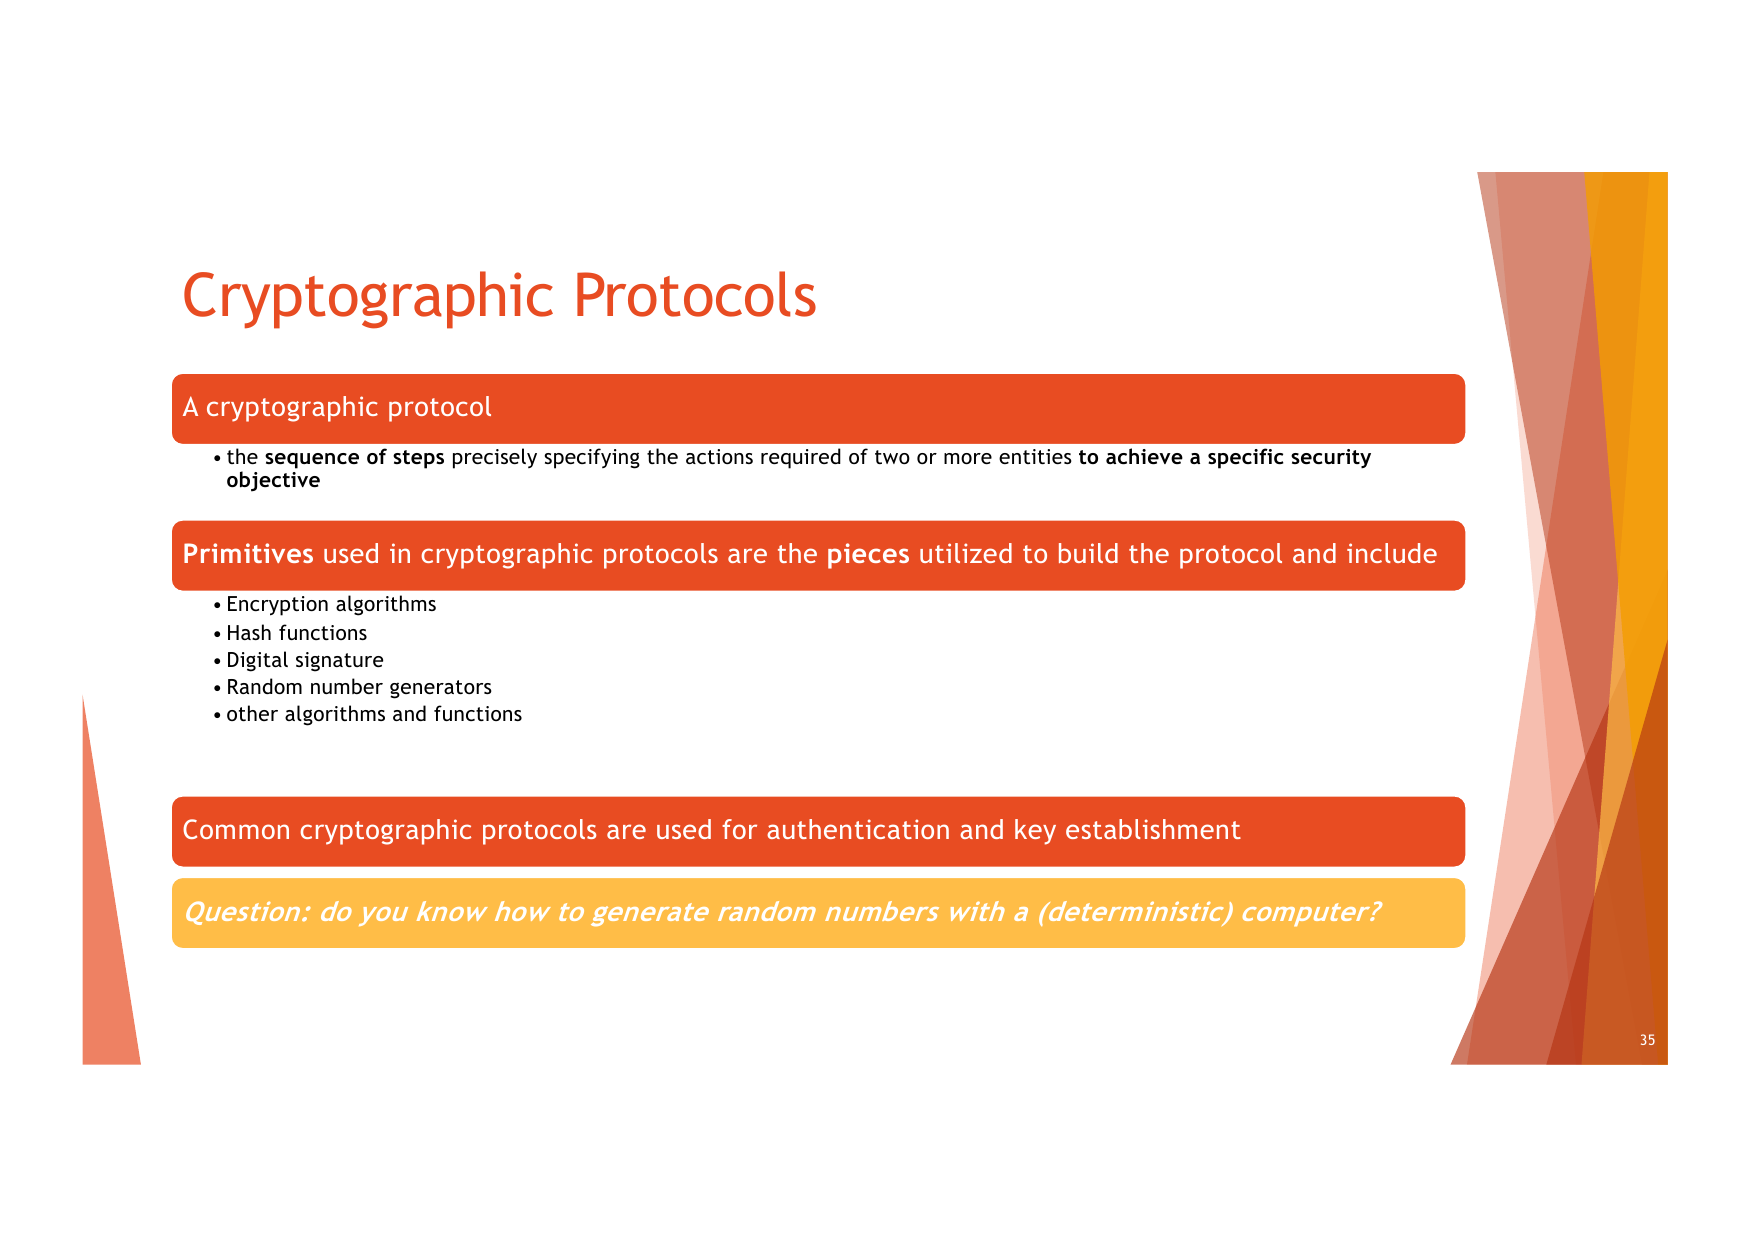 Cryptographic Protocols
A cryptographic protocol
• the sequence of steps precisely specifying the actions required of two or more entities to achieve a specific security
objective
Primitives used in cryptographic protocols are the pieces utilized to build the protocol and include
• Encryption algorithms
• Hash functions
• Digital signature
• Random number generators
• other algorithms and functions
Common cryptographic protocols are used for authentication and key establishment
Question: do you know how to generate random numbers with a (deterministic) computer?
35